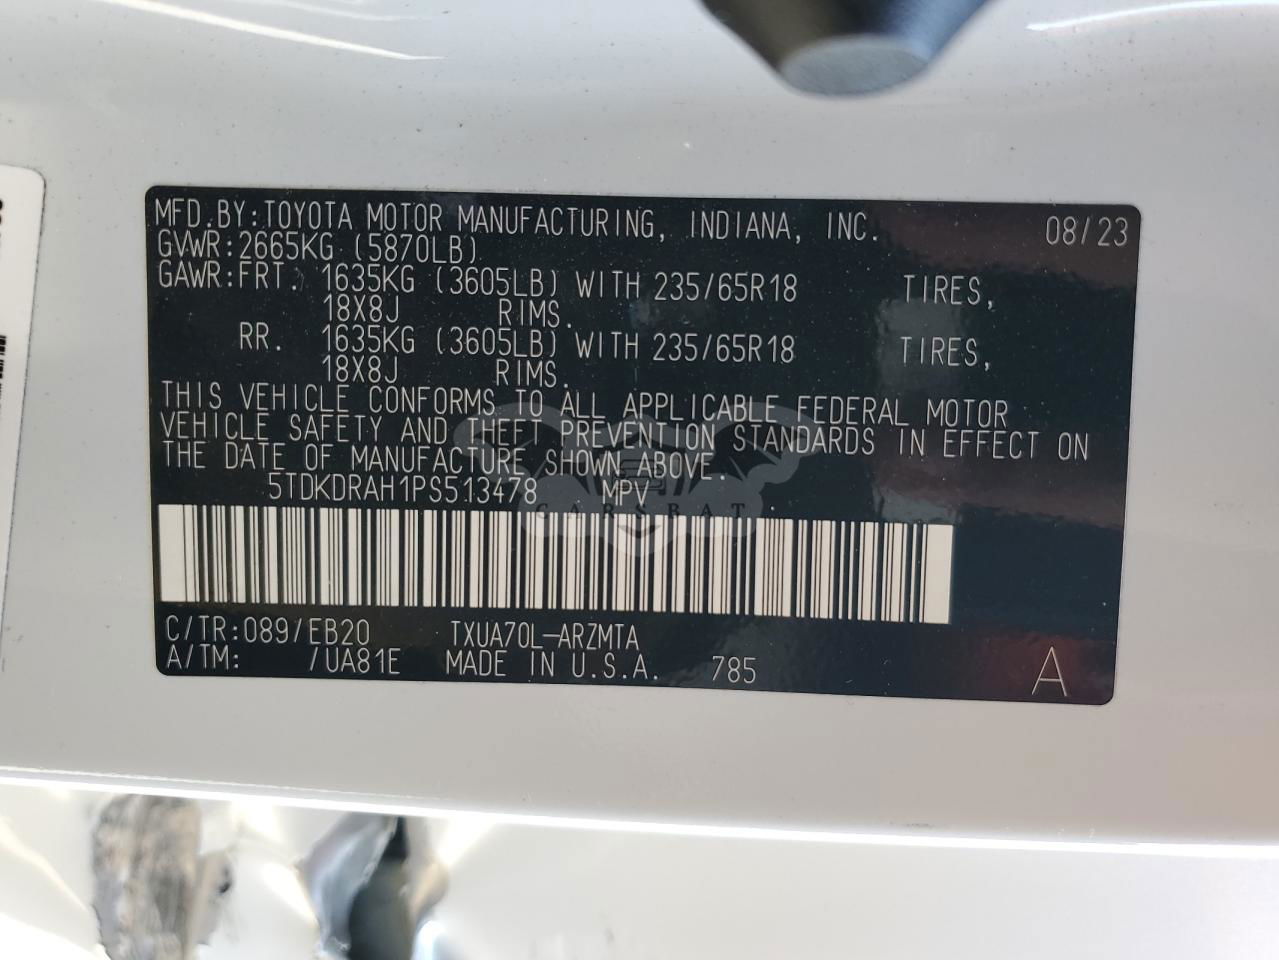 MFD.BY:TOYOTA MOTOR MANUFACTURING, INDIANA, INC. 08/23
GVWR:2665KG (5870LB)
GAWR:FRT. 1635KG (3605LB) WITH 235/65R18 TIRES,
18X8J RIMS.
RR. 1635KG (3605LB) WITH 235/65R18 TIRES,
18X8J RIMS.
THIS VEHICLE CONFORMS TO ALL APPLICABLE FEDERAL MOTOR
VEHICLE SAFETY AND THEFT PREVENTION STANDARDS IN EFFECT ON
THE DATE OF MANUFACTURE SHOWN ABOVE.
5TDKDRAH1PS513478 MPV
CARSBAT
C/TR:089/EB20 TXUA70L-ARZMTA
A/TM: /UA81E MADE IN U.S.A. 785 A